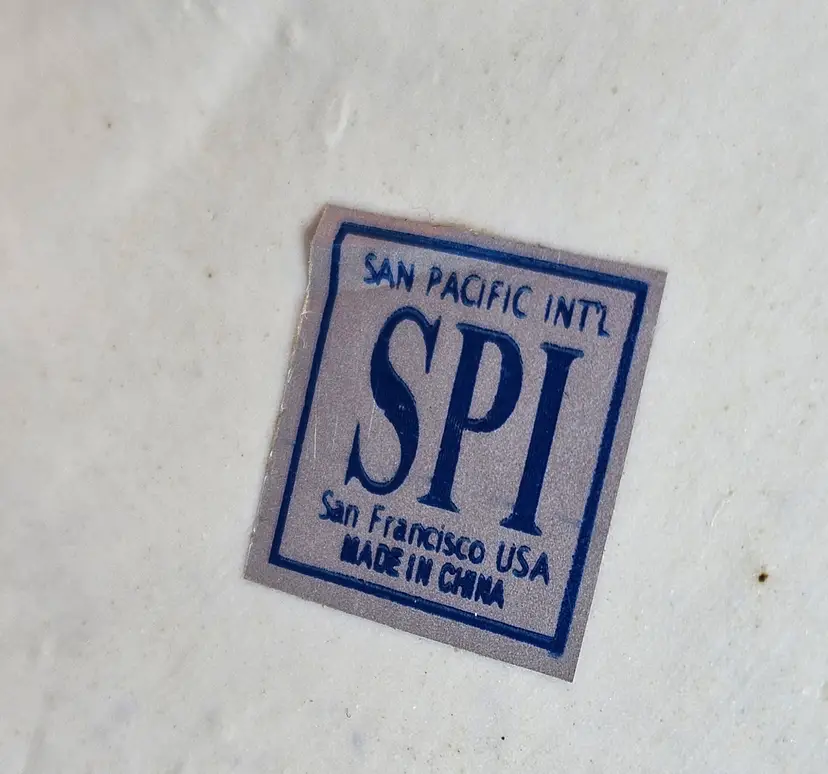 SAN PACIFIC INT'L
SPI
San Francisco USA
MADE IN CHINA